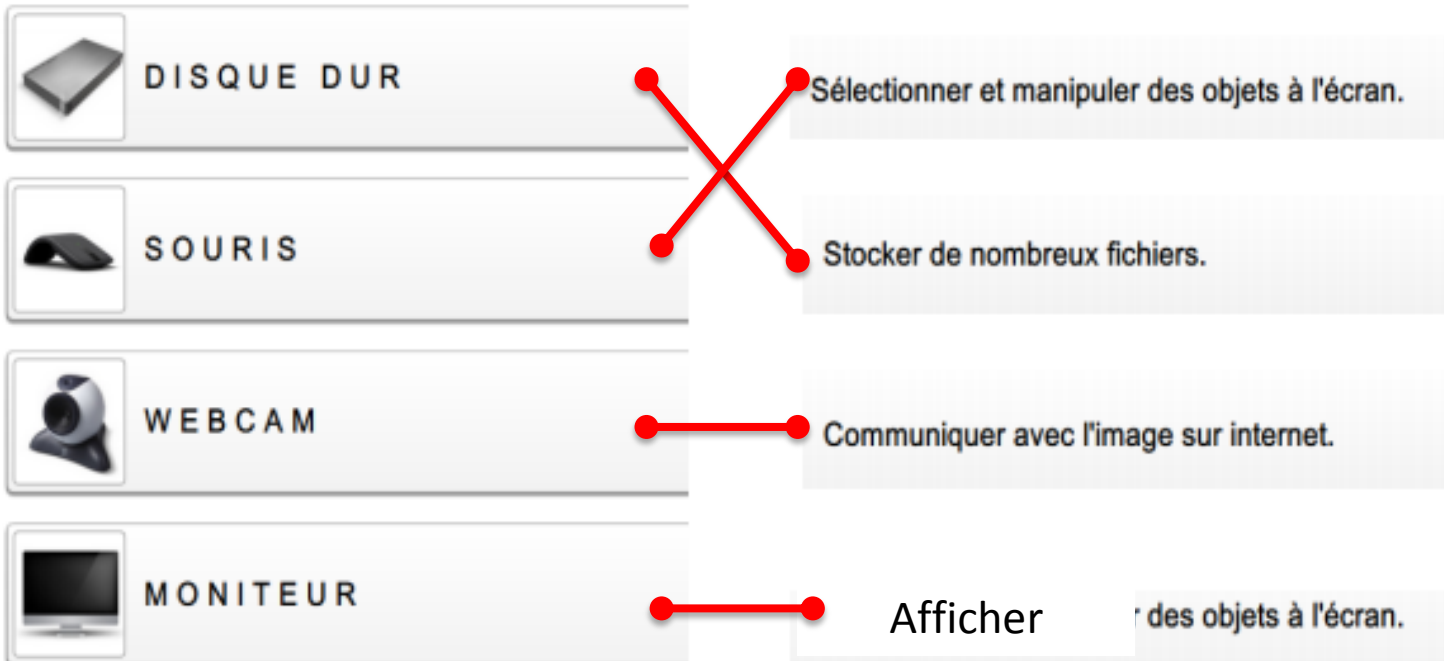 DISQUE DUR
Sélectionner et manipuler des objets à l'écran.
SOURIS
Stocker de nombreux fichiers.
WEBCAM
Communiquer avec l'image sur internet.
MONITEUR
Afficher des objets à l'écran.